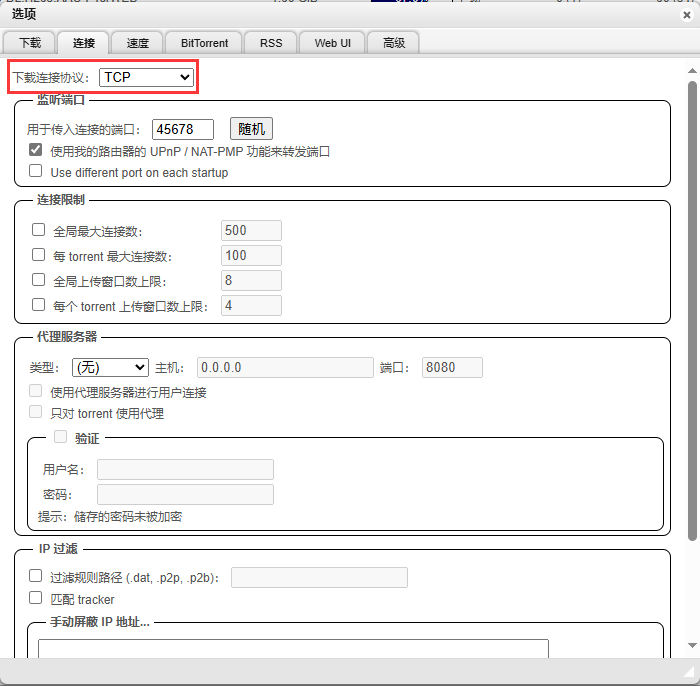 选项
下载 连接 速度 BitTorrent RSS Web UI 高级
下载连接协议： TCP
监听端口
用于传入连接的端口： 45678 随机
使用我的路由器的 UPnP / NAT-PMP 功能来转发端口
Use different port on each startup
连接限制
全局最大连接数： 500
每 torrent 最大连接数： 100
全局上传窗口数上限： 8
每个 torrent 上传窗口数上限： 4
代理服务器
类型： (无) 主机： 0.0.0.0 端口： 8080
使用代理服务器进行用户连接
只对 torrent 使用代理
验证
用户名：
密码：
提示：储存的密码未被加密
IP 过滤
过滤规则路径 (.dat, .p2p, .p2b)：
匹配 tracker
手动屏蔽 IP 地址...